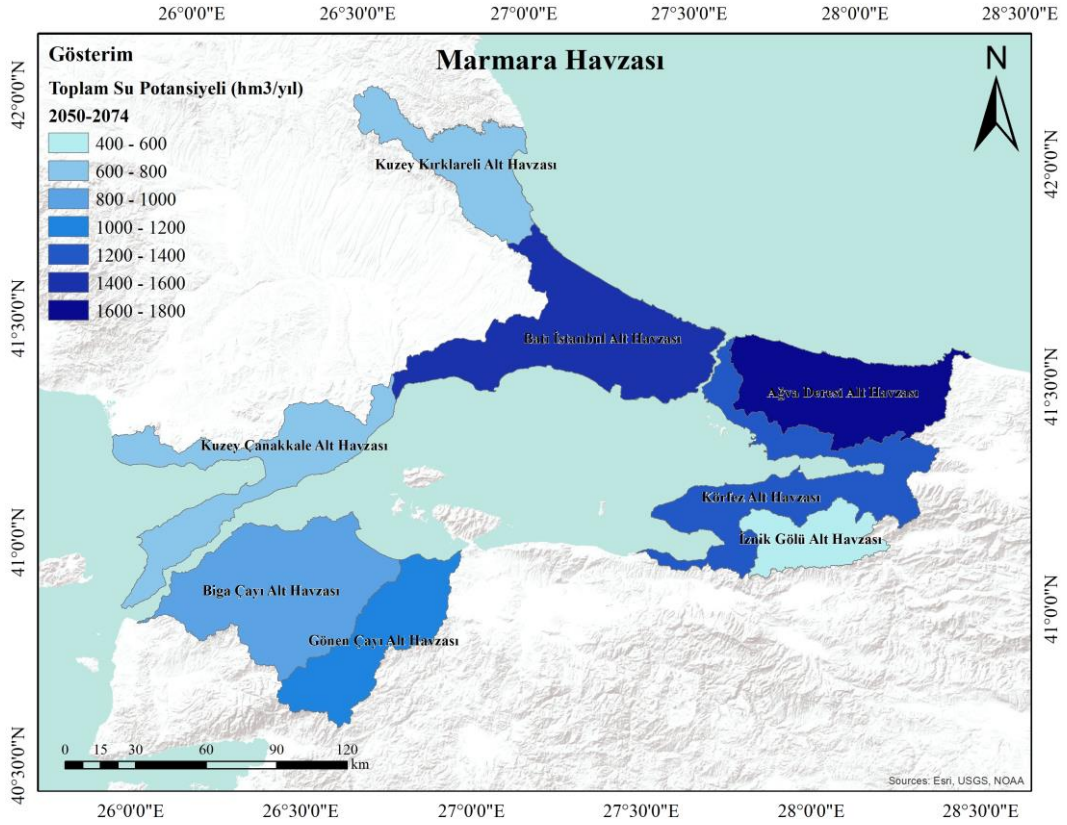 26°0'0"E 26°30'0"E 27°0'0"E 27°30'0"E 28°0'0"E 28°30'0"E
Marmara Havzası
N
Gösterim
Toplam Su Potansiyeli (hm3/yıl)
2050-2074
400 - 600
600 - 800
800 - 1000
1000 - 1200
1200 - 1400
1400 - 1600
1600 - 1800
Kuzey Kırklareli Alt Havzası
Batı İstanbul Alt Havzası
Ağva Deresi Alt Havzası
Kuzey Çanakkale Alt Havzası
Körfez Alt Havzası
İznik Gölü Alt Havzası
Biga Çayı Alt Havzası
Gönen Çayı Alt Havzası
42°0'0"N
41°30'0"N
41°0'0"N
40°30'0"N
42°0'0"N
41°30'0"N
41°0'0"N
0 15 30 60 90 120
km
Sources: Esri, USGS, NOAA
26°0'0"E 26°30'0"E 27°0'0"E 27°30'0"E 28°0'0"E 28°30'0"E